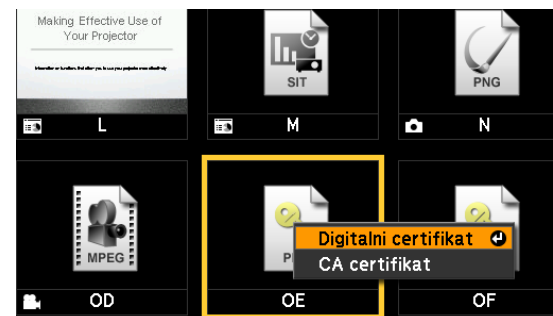 Making Effective Use of
Your Projector
SIT
PNG
L
M
N
MPEG
Digitalni certifikat
CA certifikat
OD
OE
OF